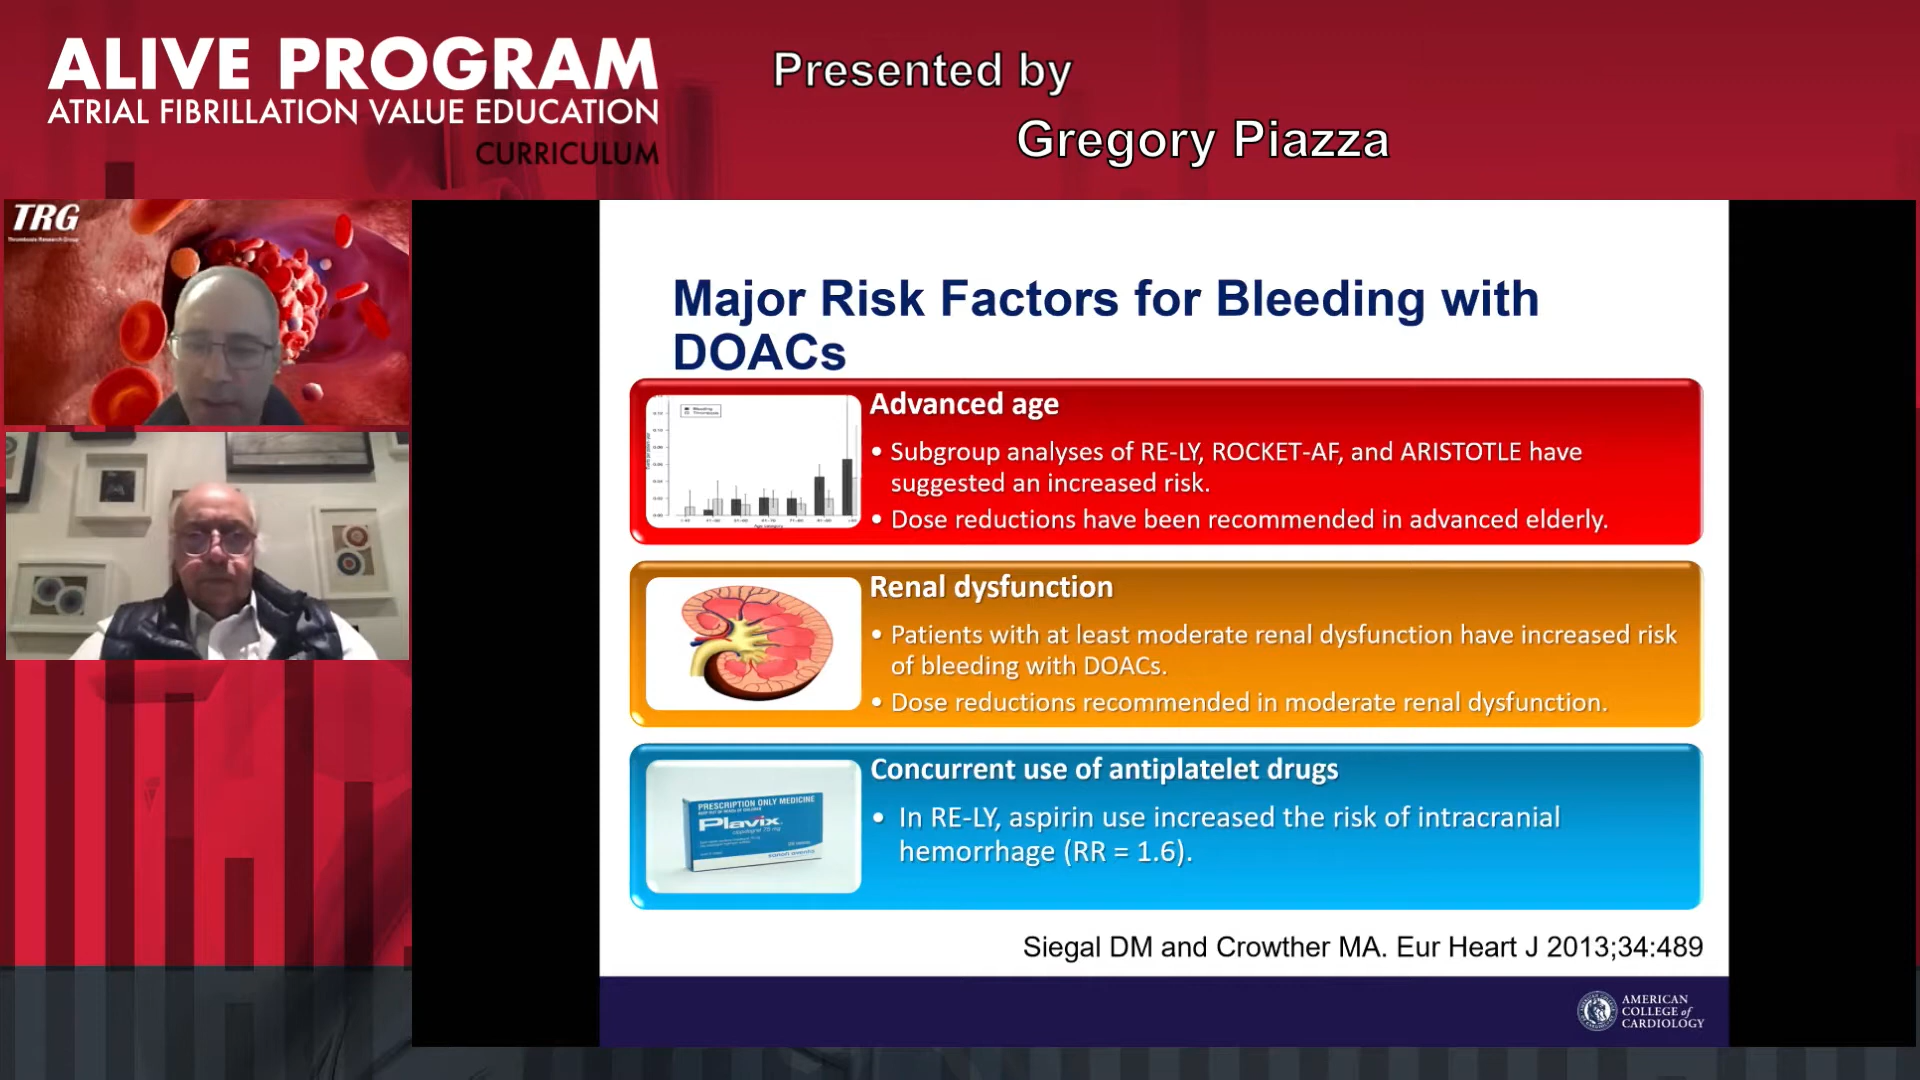 ALIVE PROGRAM
ATRIAL FIBRILLATION VALUE EDUCATION
CURRICULUM
Presented by
Gregory Piazza
TRG
Thrombosis Research Group
Major Risk Factors for Bleeding with
DOACs
Advanced age
• Subgroup analyses of RE-LY, ROCKET-AF, and ARISTOTLE have
suggested an increased risk.
• Dose reductions have been recommended in advanced elderly.
Renal dysfunction
• Patients with at least moderate renal dysfunction have increased risk
of bleeding with DOACs.
• Dose reductions recommended in moderate renal dysfunction.
PRESCRIPTION ONLY MEDICINE
Plavix
Concurrent use of antiplatelet drugs
• In RE-LY, aspirin use increased the risk of intracranial
hemorrhage (RR = 1.6).
Siegal DM and Crowther MA. Eur Heart J 2013;34:489
AMERICAN
COLLEGE of
CARDIOLOGY